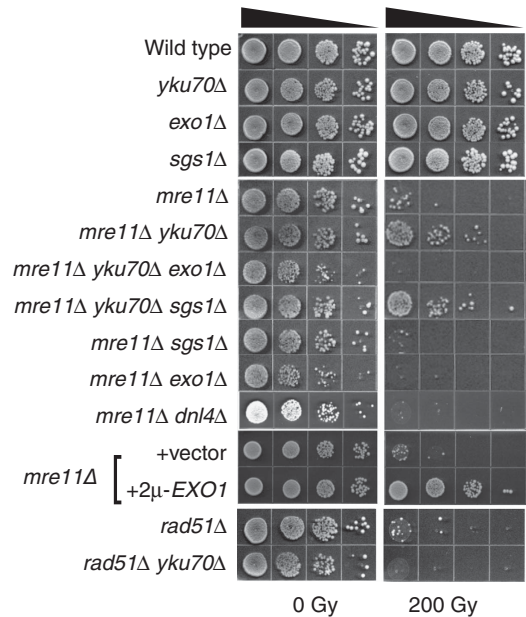 Wild type
yku70Δ
exo1Δ
sgs1Δ
mre11Δ
mre11Δ yku70Δ
mre11Δ yku70Δ exo1Δ
mre11Δ yku70Δ sgs1Δ
mre11Δ sgs1Δ
mre11Δ exo1Δ
mre11Δ dnl4Δ
+vector
mre11Δ
+2μ-EXO1
rad51Δ
rad51Δ yku70Δ
0 Gy 200 Gy